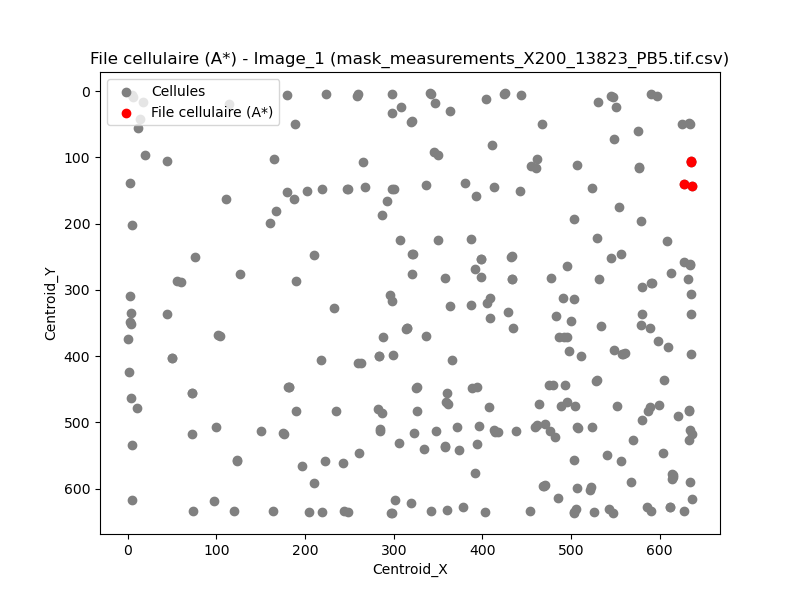 File cellulaire (A*) - Image_1 (mask_measurements_X200_13823_PB5.tif.csv)
Cellules
File cellulaire (A*)
0
100
200
300
400
500
600
Centroid_Y
0 100 200 300 400 500 600
Centroid_X